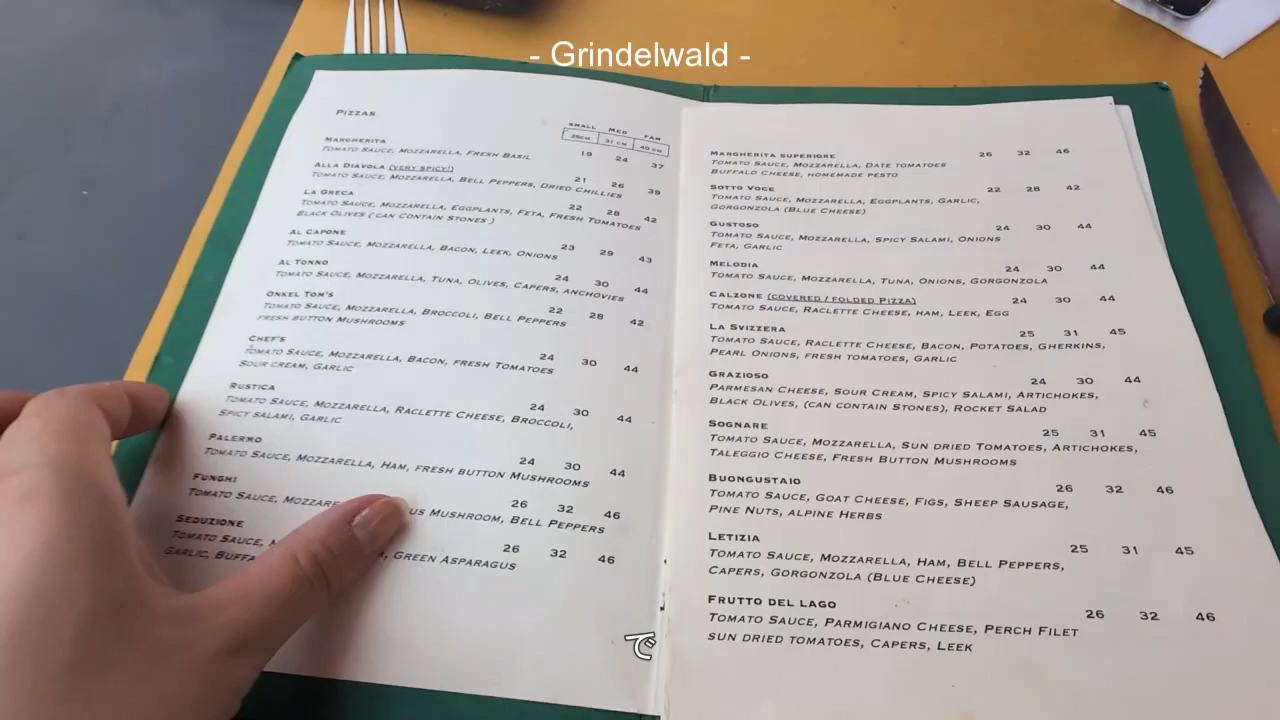 - Grindelwald -
Pizzas
SMALL MED FAM
25CM 31 CM 40 CM
Margherita 19 24 37
Tomato Sauce, Mozzarella, Fresh Basil
Alla Diavola (very spicy!) 21 26 39
Tomato Sauce, Mozzarella, Bell Peppers, Dried Chillies
La Greca 22 28 42
Tomato Sauce, Mozzarella, Eggplants, Feta, Fresh Tomatoes
Black Olives (can contain Stones )
Al Capone 23 29 43
Tomato Sauce, Mozzarella, Bacon, Leek, Onions
Al Tonno 24 30 44
Tomato Sauce, Mozzarella, Tuna, Olives, Capers, anchovies
Onkel Tom's 22 28 42
Tomato Sauce, Mozzarella, Broccoli, Bell Peppers
fresh button Mushrooms
Chef's 24 30 44
Tomato Sauce, Mozzarella, Bacon, fresh Tomatoes
Sour cream, Garlic
Rustica 24 30 44
Tomato Sauce, Mozzarella, Raclette Cheese, Broccoli,
Spicy salami, Garlic
Palermo 24 30 44
Tomato Sauce, Mozzarella, Ham, fresh button Mushrooms
Funghi 26 32 46
Tomato Sauce, Mushroom, Bell Peppers
Seduzione 26 32 46
Tomato Sauce, Green Asparagus
Garlic,
Margherita superiore 26 32 46
Tomato Sauce, Mozzarella, Date tomatoes
Buffalo Cheese, homemade pesto
Sotto Voce 22 28 42
Tomato Sauce, Mozzarella, Eggplants, Garlic,
Gorgonzola (Blue Cheese)
Gustoso 24 30 44
Tomato Sauce, Mozzarella, Spicy Salami, Onions
Feta, Garlic
Melodia 24 30 44
Tomato Sauce, Mozzarella, Tuna, Onions, Gorgonzola
Calzone (covered / folded Pizza) 24 30 44
Tomato Sauce, Raclette Cheese, ham, Leek, Egg
La Svizzera 25 31 45
Tomato Sauce, Raclette Cheese, Bacon, Potatoes, Gherkins,
Pearl Onions, fresh tomatoes, Garlic
Grazioso 24 30 44
Parmesan Cheese, Sour Cream, Spicy Salami, Artichokes,
Black Olives, (can contain Stones), Rocket Salad
Sognare 25 31 45
Tomato Sauce, Mozzarella, Sun dried Tomatoes, Artichokes,
Taleggio Cheese, Fresh Button Mushrooms
Buongustaio 26 32 46
Tomato Sauce, Goat Cheese, Figs, Sheep Sausage,
Pine Nuts, alpine Herbs
Letizia 25 31 45
Tomato Sauce, Mozzarella, Ham, Bell Peppers,
Capers, Gorgonzola (Blue Cheese)
Frutto del lago 26 32 46
Tomato Sauce, Parmigiano Cheese, Perch Filet
sun dried tomatoes, Capers, Leek
で